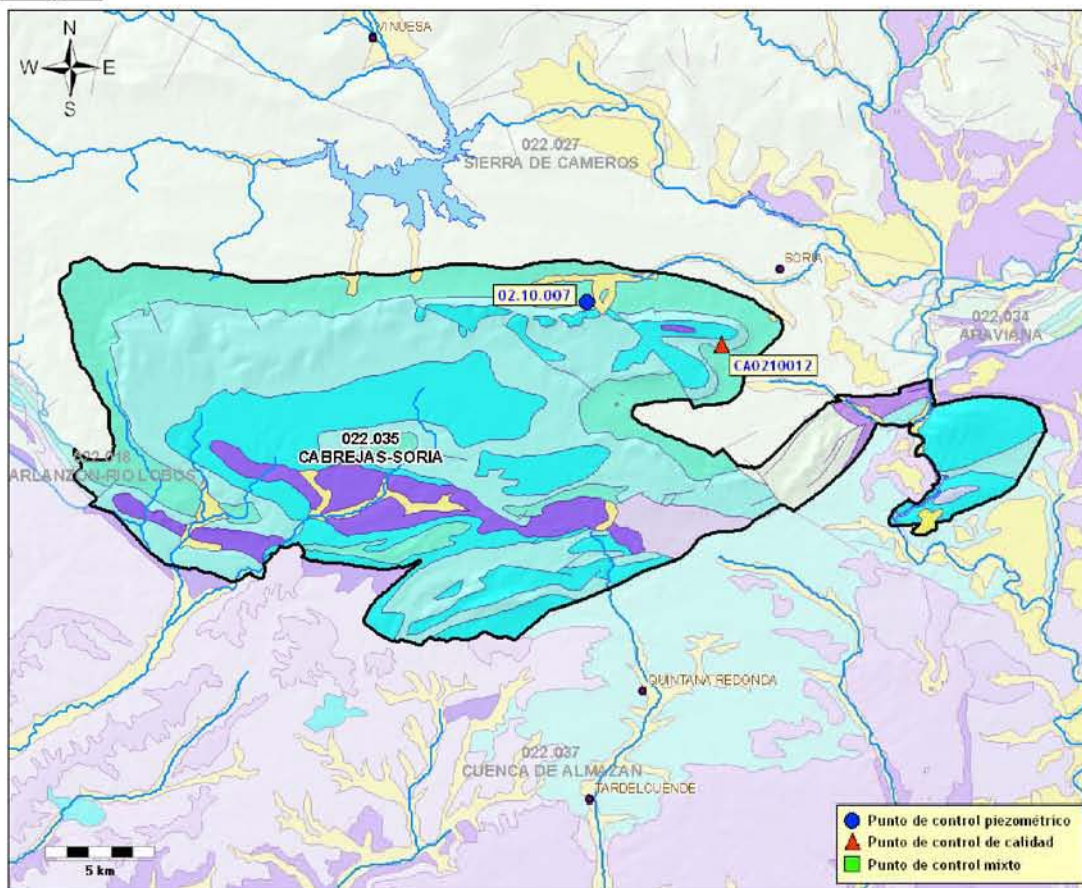 N
W E
S
VINUESA
022.027
SIERRA DE CAMEROS
SORIA
02.10.007
022.034
ARAVIANA
CA0210012
022.035
CABREJAS-SORIA
022.016
ARLANZON-RIO LOBOS
QUINTANA REDONDA
022.037
CUENCA DE ALMAZAN
TARDELCUENDE
Punto de control piezométrico
Punto de control de calidad
Punto de control mixto
5 km